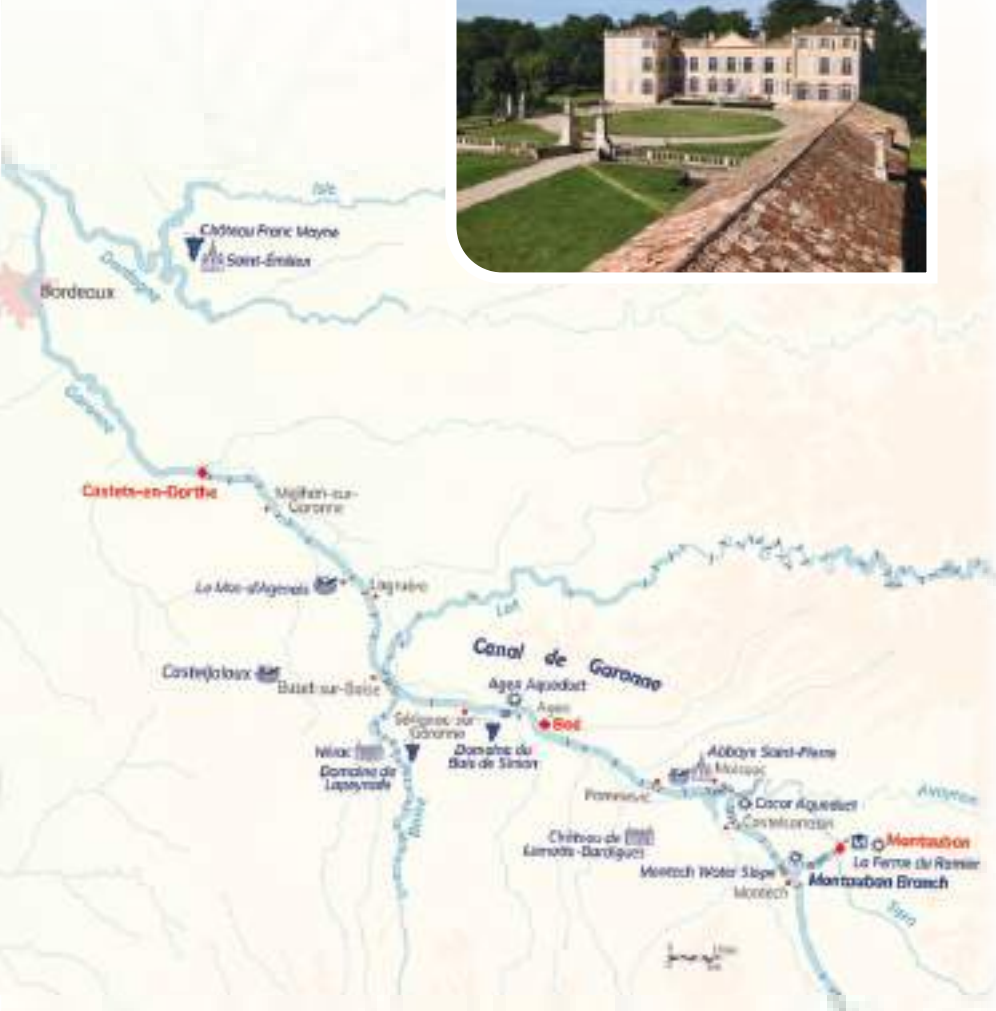 Isle
Château Franc Mayne
Saint-Émilion
Dordogne
Bordeaux
Garonne
Castets-en-Dorthe
Meilhan-sur-
Garonne
Le Mas-d'Agenais
Lagruère
Lot
Canal de Garonne
Casteljaloux
Buzet-sur-Baïse
Agen Aqueduct
Agen
Boé
Sérignac-sur-
Garonne
Domaine du
Bois de Simon
Nérac
Domaine de
Lapeyrade
Baïse
Abbaye Saint-Pierre
Moissac
Pommevic
Aveyron
Cacor Aqueduct
Castelsarrasin
Château de
Lamotte-Bardigues
Montauban
La Ferme du Ramier
Montech Water Slope
Montauban Branch
Montech
Tarn